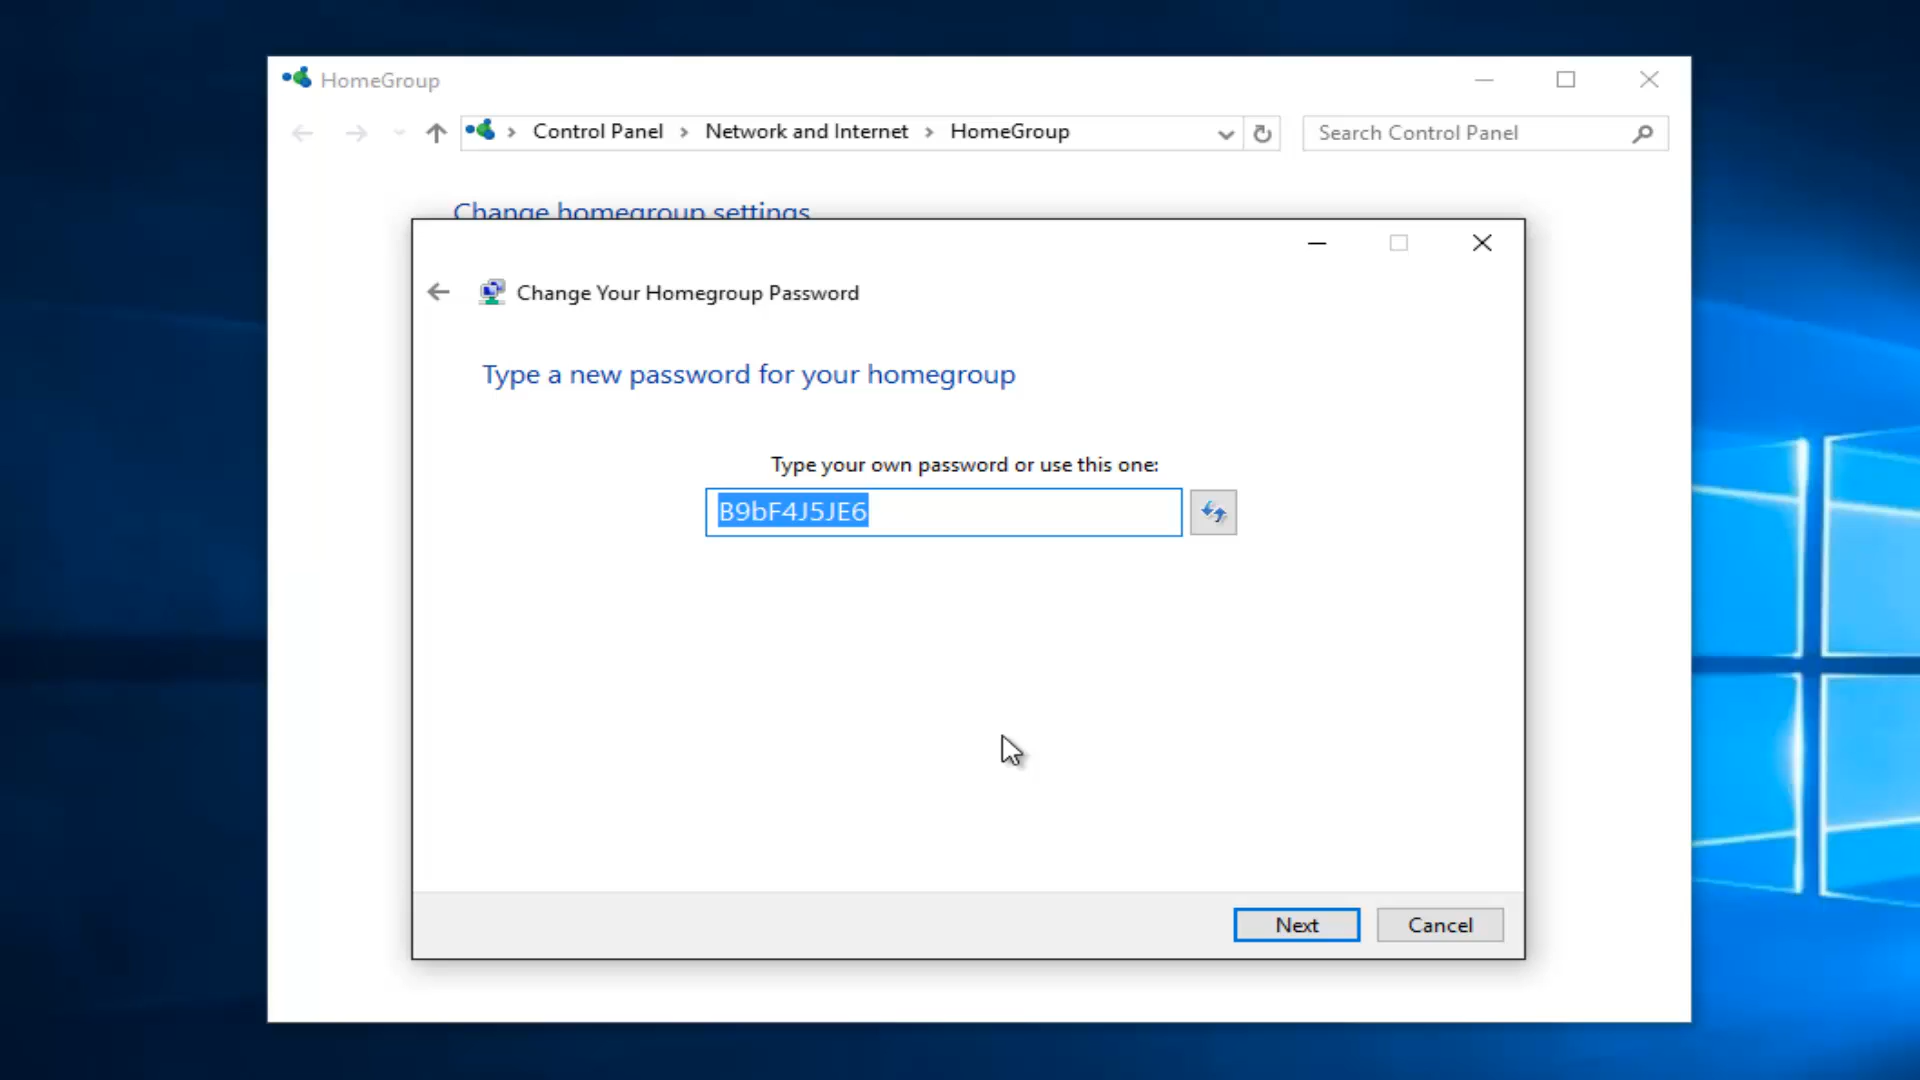 HomeGroup
Control Panel > Network and Internet > HomeGroup
Search Control Panel
Change homegroup settings
Change Your Homegroup Password
Type a new password for your homegroup
Type your own password or use this one:
B9bF4J5JE6
Next
Cancel